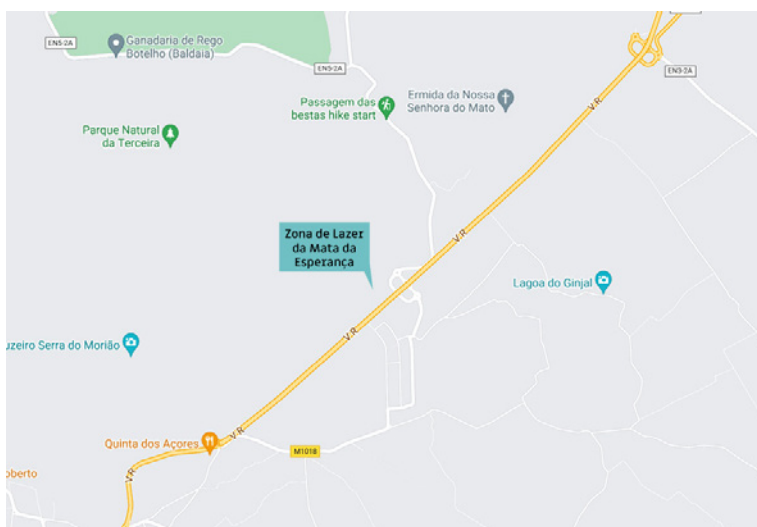 EN5-2A
Ganadaria de Rego
Botelho (Baldaia)
EN5-2A
EN3-2A
V.R
Passagem das
bestas hike start
Ermida da Nossa
Senhora do Mato
Parque Natural
da Terceira
Zona de Lazer
da Mata da
Esperança
V.R
Lagoa do Ginjal
V.R
uzeiro Serra do Morião
Quinta dos Açores
V.R
M1018
oberto
V.R